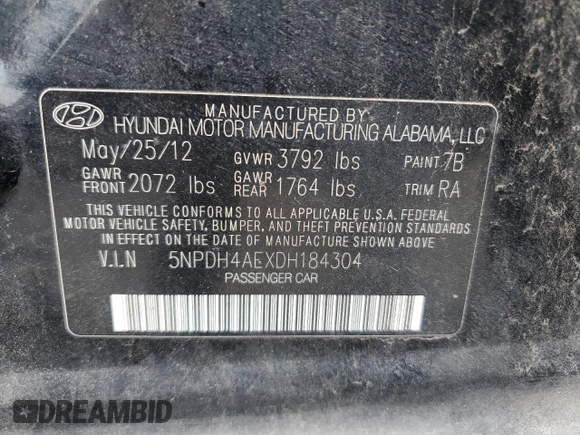 MANUFACTURED BY
HYUNDAI MOTOR MANUFACTURING ALABAMA, LLC
May/25/12 GVWR 3792 lbs PAINT 7B
GAWR FRONT 2072 lbs GAWR REAR 1764 lbs TRIM RA
THIS VEHICLE CONFORMS TO ALL APPLICABLE U.S.A. FEDERAL
MOTOR VEHICLE SAFETY, BUMPER, AND THEFT PREVENTION
STANDARDS IN EFFECT ON THE DATE OF MANUFACTURE
SHOWN ABOVE.
V.I.N 5NPDH4AEXDH184304
PASSENGER CAR
DREAMBID